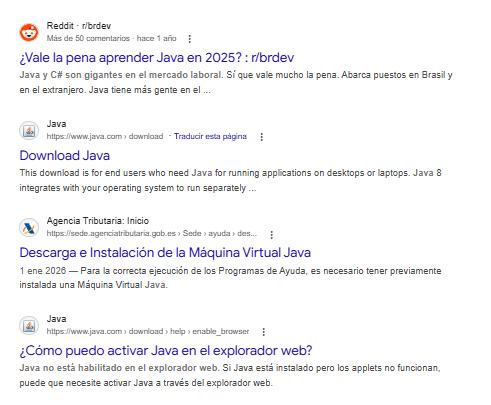 Reddit · r/brdev
Más de 50 comentarios · hace 1 año
¿Vale la pena aprender Java en 2025? : r/brdev
Java y C# son gigantes en el mercado laboral. Sí que vale mucho la pena. Abarca puestos en Brasil y
en el extranjero. Java tiene más gente en el ...
Java
https://www.java.com › download · Traducir esta página
Download Java
This download is for end users who need Java for running applications on desktops or laptops. Java 8
integrates with your operating system to run separately ...
Agencia Tributaria: Inicio
https://sede.agenciatributaria.gob.es › Sede › ayuda › des...
Descarga e Instalación de la Máquina Virtual Java
1 ene 2026 — Para la correcta ejecución de los Programas de Ayuda, es necesario tener previamente
instalada una Máquina Virtual Java.
Java
https://www.java.com › download › help › enable_browser
¿Cómo puedo activar Java en el explorador web?
Java no está habilitado en el explorador web. Si Java está instalado pero los applets no funcionan,
puede que necesite activar Java a través del explorador web.